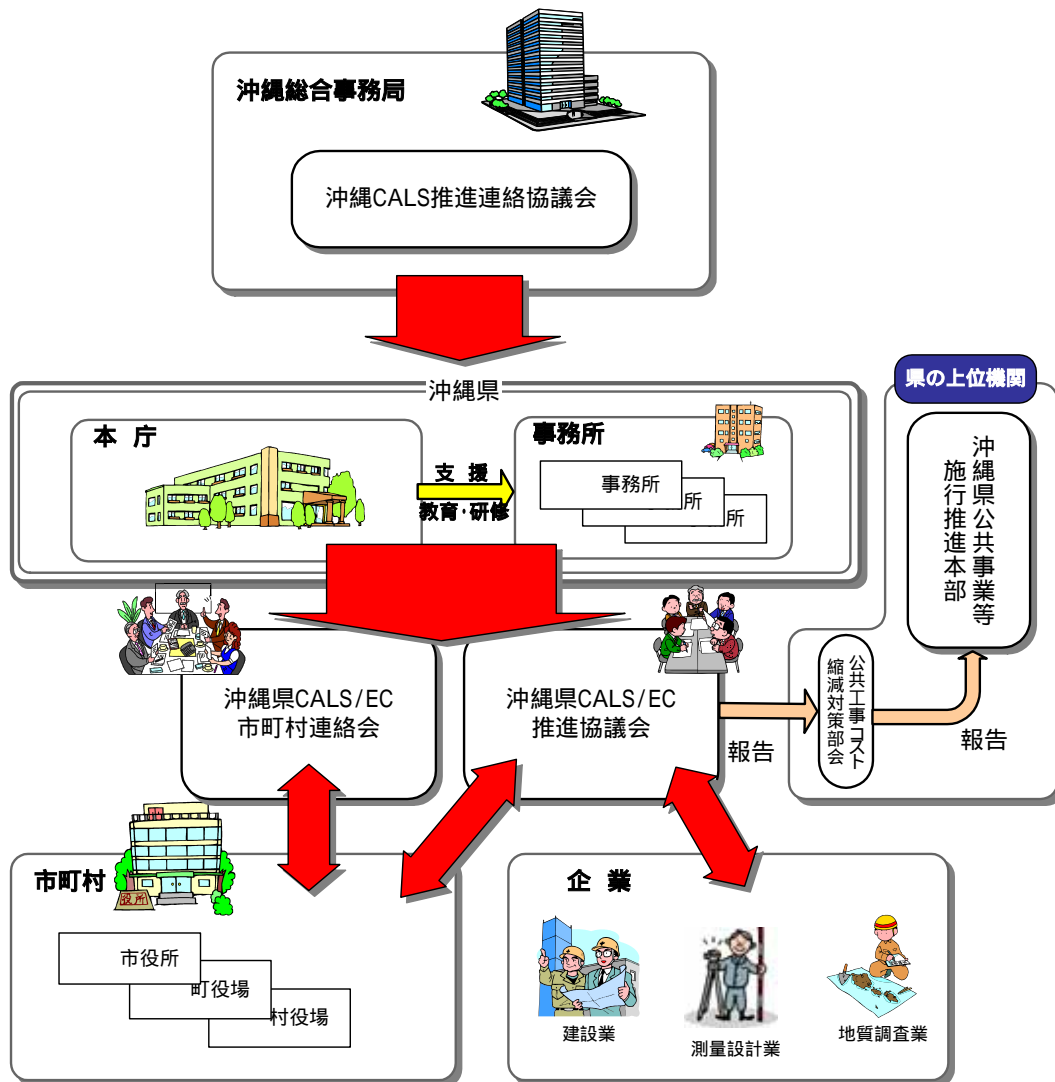 沖縄総合事務局
沖縄CALS推進連絡協議会
沖縄県
本 庁
支 援
教育・研修
事務所
事務所
所
所
県の上位機関
沖縄県公共事業等
施行推進本部
沖縄県CALS/EC
市町村連絡会
沖縄県CALS/EC
推進協議会
報告
公共工事コスト
縮減対策部会
報告
市町村
役所
市役所
町役場
村役場
企 業
建設業
測量設計業
地質調査業